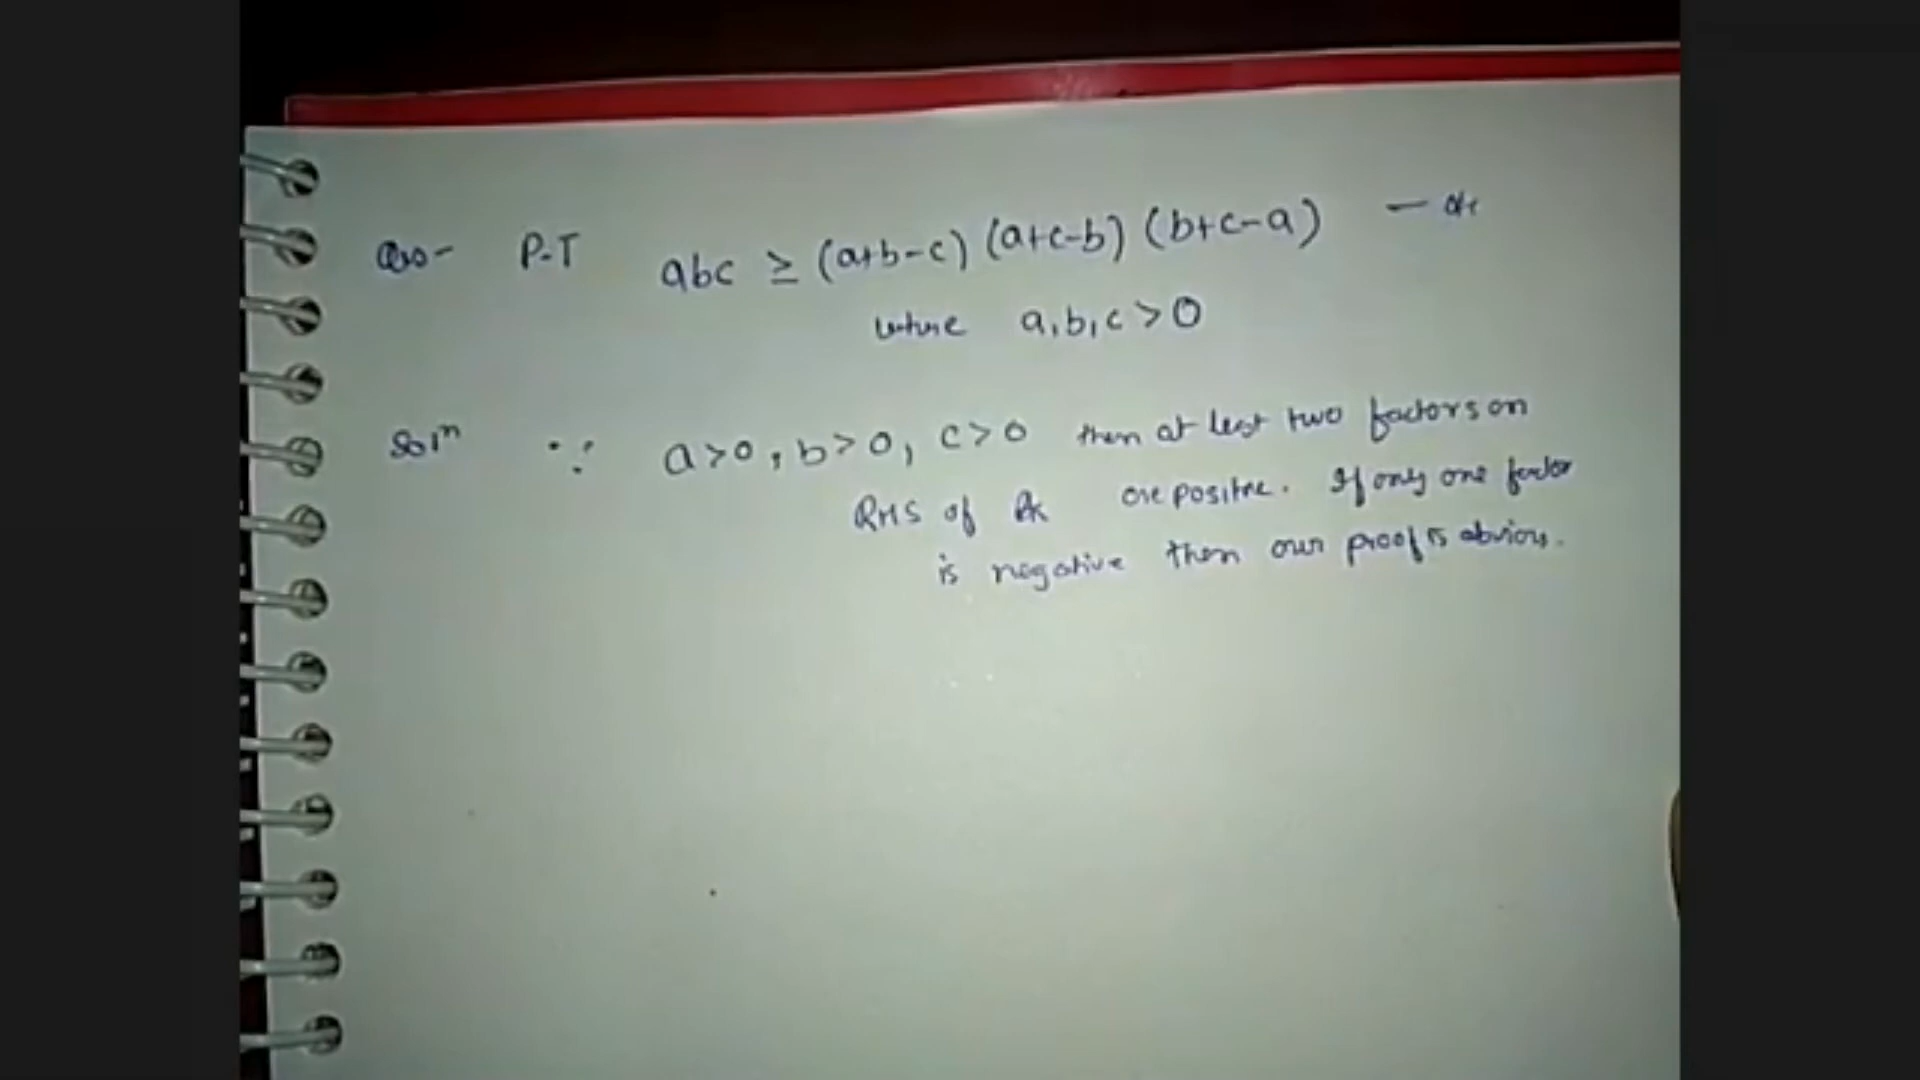 Qus- P.T abc ≥ (a+b-c) (a+c-b) (b+c-a) —
where a, b, c > 0
Solⁿ ∵ a>0, b>0, c>0 then at least two factors on
RHS of are positive. If only one factor
is negative then our proof is obvious.